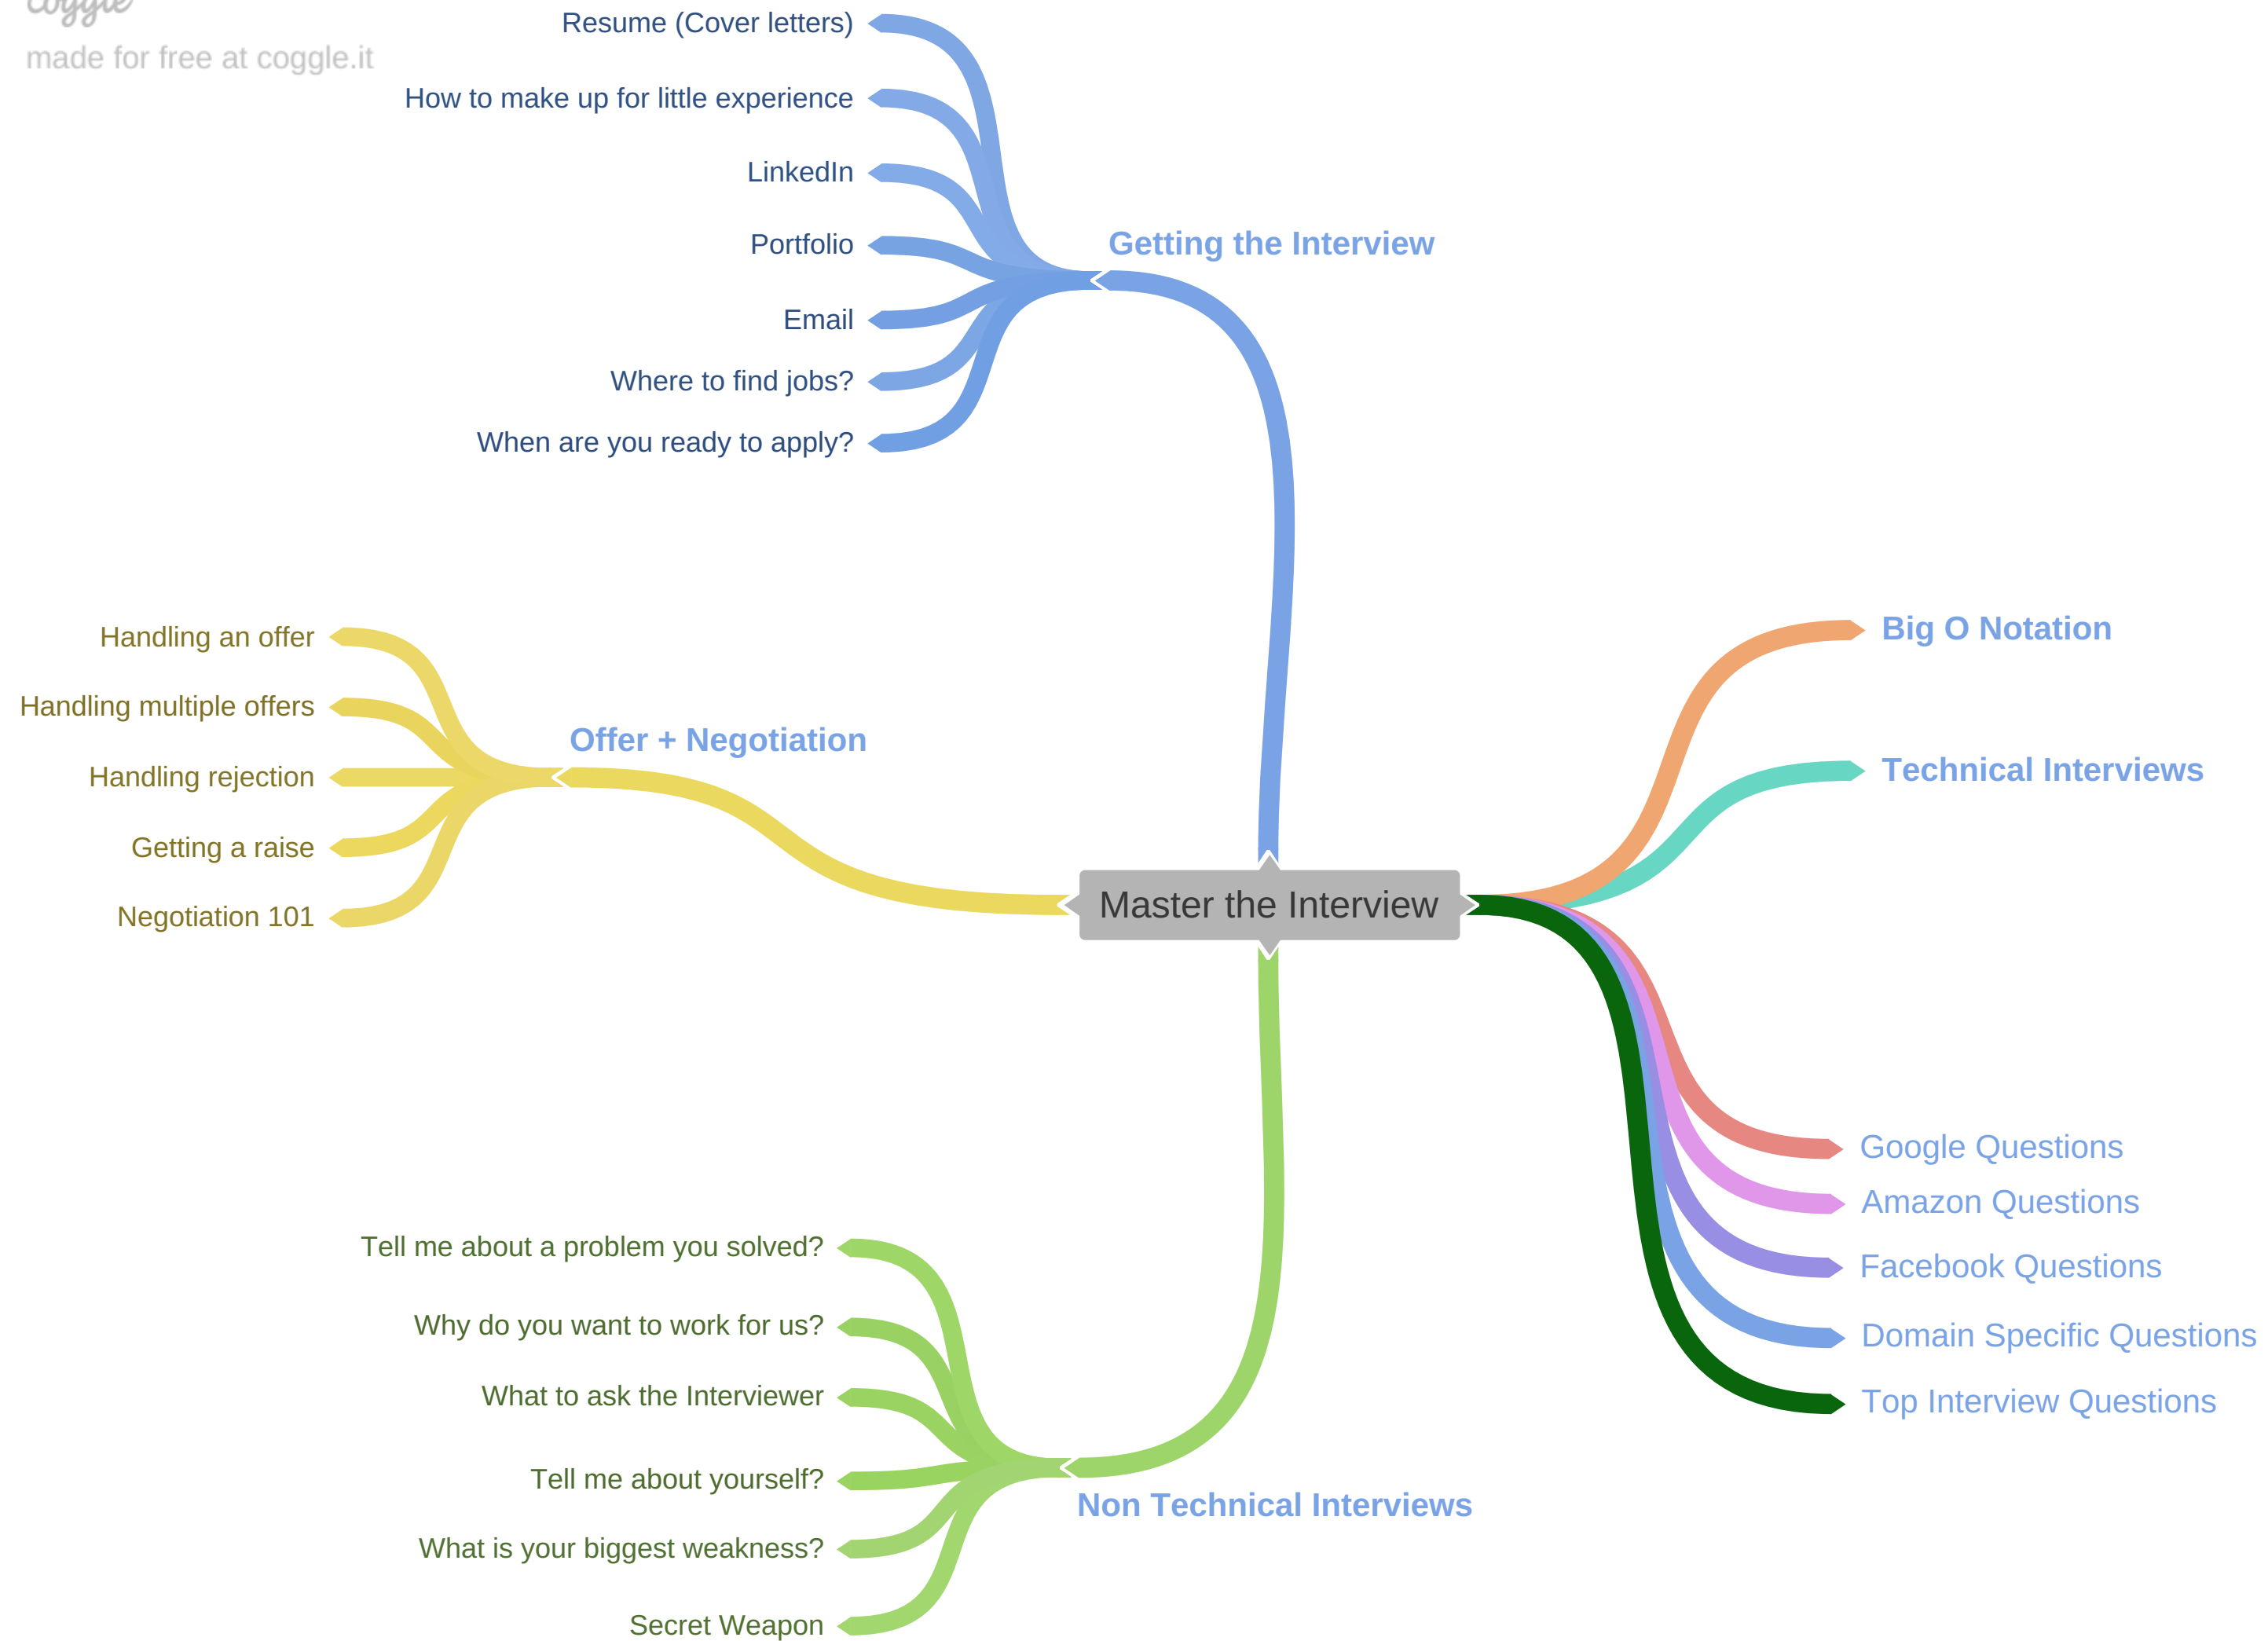 coggle
made for free at coggle.it
Resume (Cover letters)
How to make up for little experience
LinkedIn
Portfolio
Email
Where to find jobs?
When are you ready to apply?
Getting the Interview
Handling an offer
Handling multiple offers
Handling rejection
Getting a raise
Negotiation 101
Offer + Negotiation
Master the Interview
Big O Notation
Technical Interviews
Google Questions
Amazon Questions
Facebook Questions
Domain Specific Questions
Top Interview Questions
Tell me about a problem you solved?
Why do you want to work for us?
What to ask the Interviewer
Tell me about yourself?
What is your biggest weakness?
Secret Weapon
Non Technical Interviews